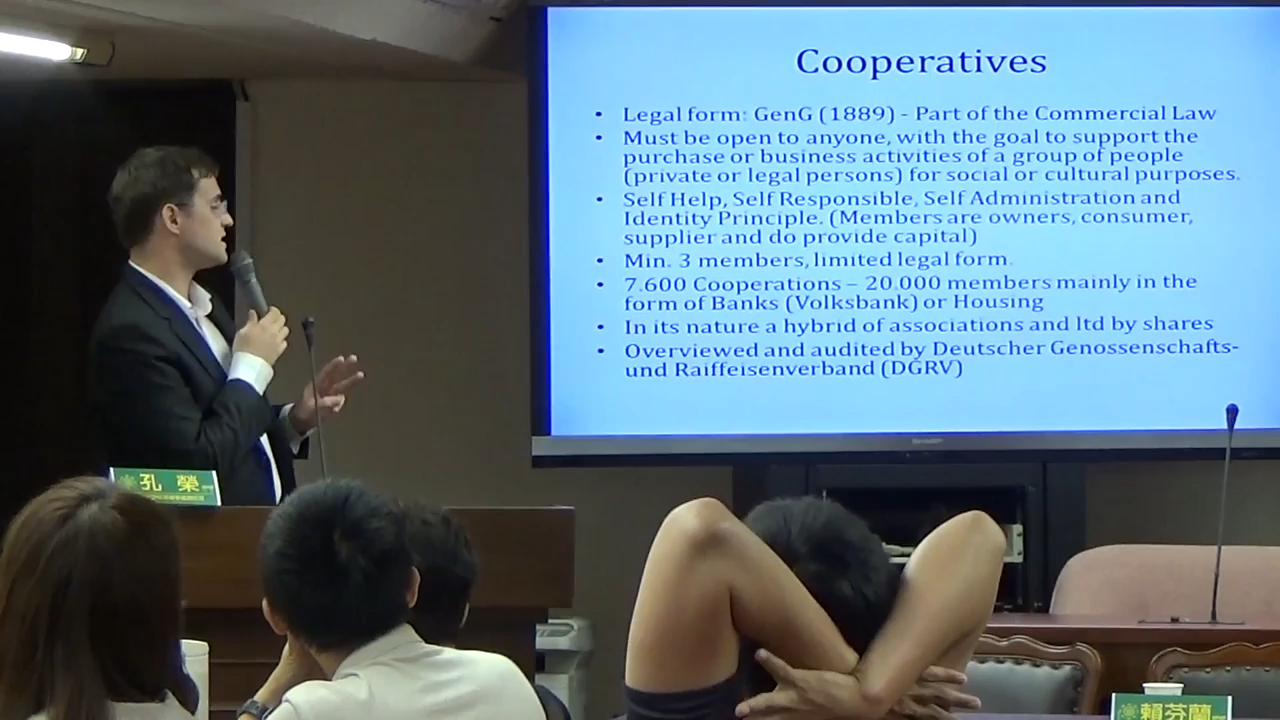 Cooperatives
• Legal form: GenG (1889) - Part of the Commercial Law
• Must be open to anyone, with the goal to support the
purchase or business activities of a group of people
(private or legal persons) for social or cultural purposes.
• Self Help, Self Responsible, Self Administration and
Identity Principle. (Members are owners, consumer,
supplier and do provide capital)
• Min. 3 members, limited legal form.
• 7.600 Cooperations – 20.000 members mainly in the
form of Banks (Volksbank) or Housing
• In its nature a hybrid of associations and ltd by shares
• Overviewed and audited by Deutscher Genossenschafts-
und Raiffeisenverband (DGRV)
SHARP
孔 榮
賴芬蘭